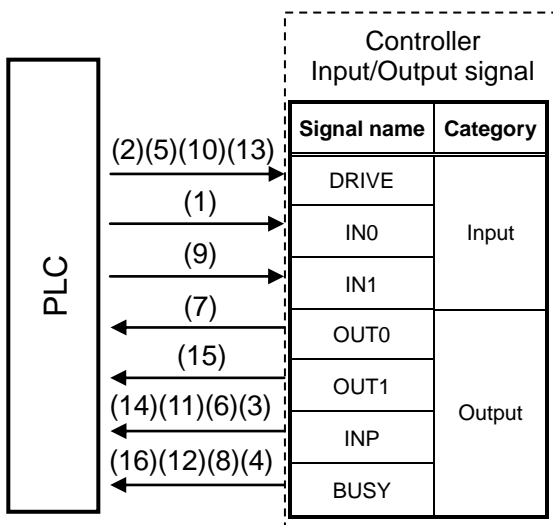 Controller
Input/Output signal
Signal name Category
(2)(5)(10)(13)
DRIVE
(1)
IN0
Input
(9)
IN1
PLC
(7)
OUT0
(15)
OUT1
(14)(11)(6)(3)
Output
INP
(16)(12)(8)(4)
BUSY